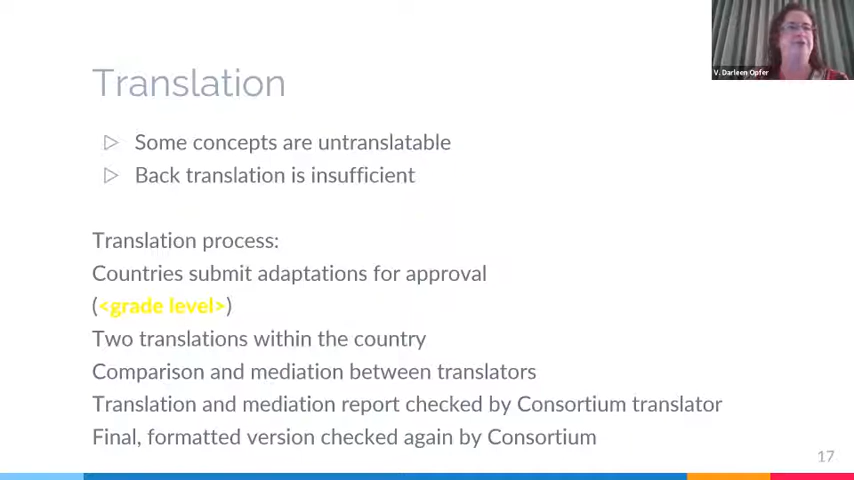 V. Darleen Opfer
Translation
Some concepts are untranslatable
Back translation is insufficient
Translation process:
Countries submit adaptations for approval
(<grade level>)
Two translations within the country
Comparison and mediation between translators
Translation and mediation report checked by Consortium translator
Final, formatted version checked again by Consortium
17